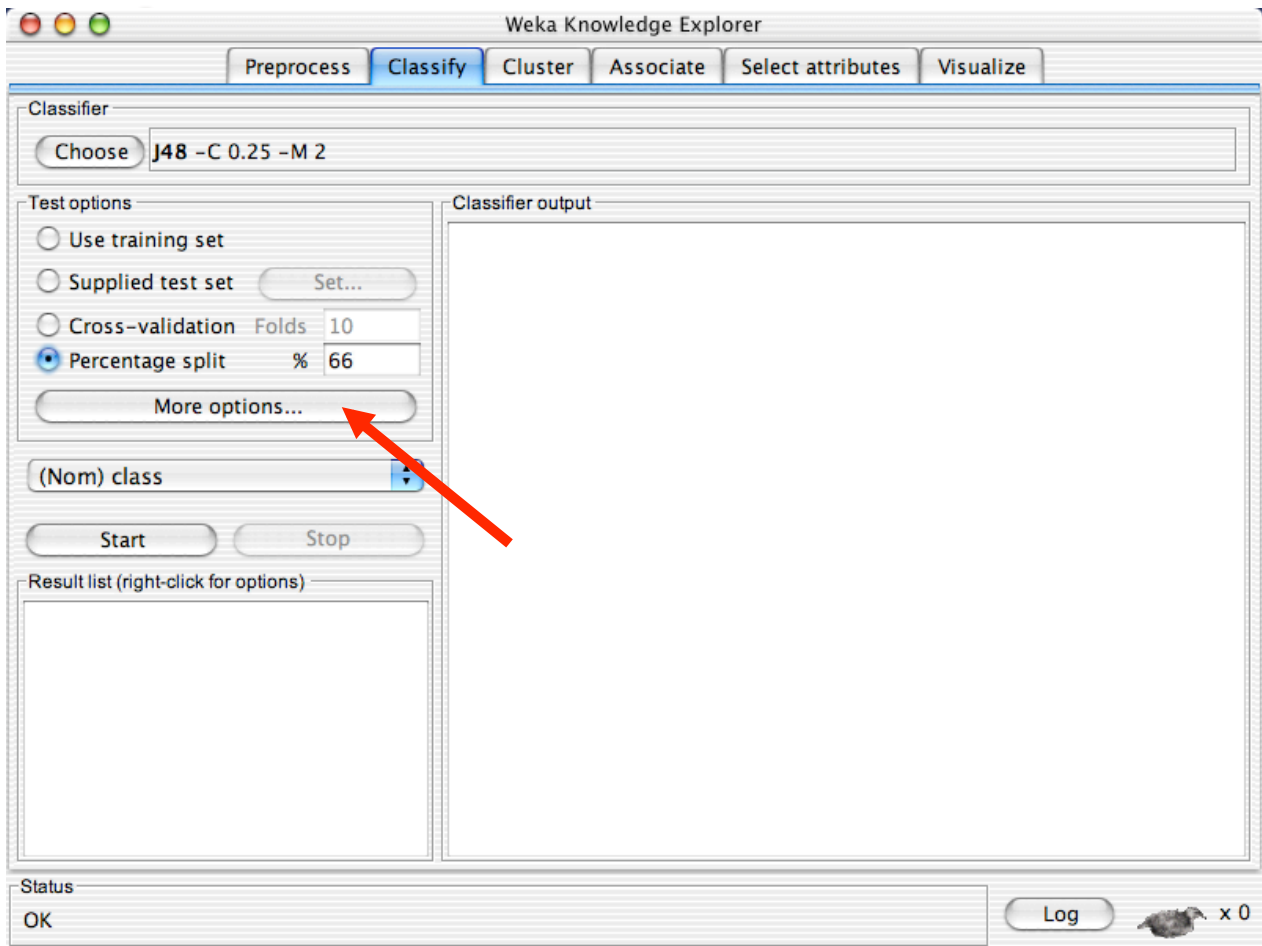 Weka Knowledge Explorer
Preprocess Classify Cluster Associate Select attributes Visualize
Classifier
Choose J48 -C 0.25 -M 2
Test options
Use training set
Supplied test set Set...
Cross-validation Folds 10
Percentage split % 66
More options...
(Nom) class
Start Stop
Result list (right-click for options)
Classifier output
Status
OK
Log x 0